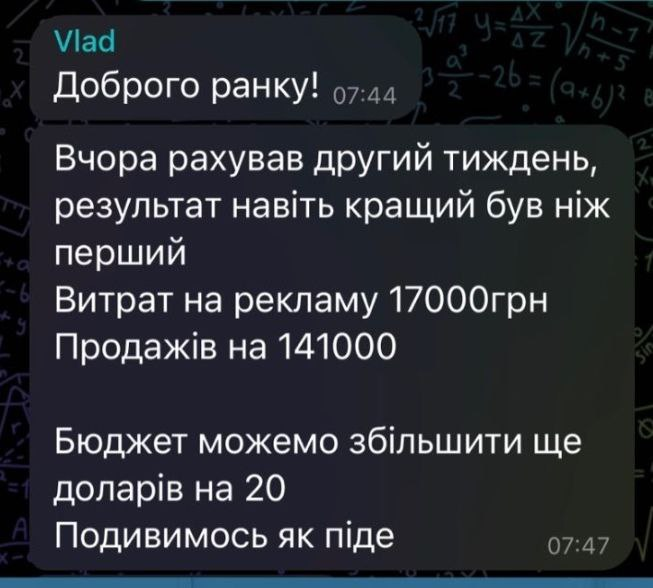 Vlad
Доброго ранку! 07:44
Вчора рахував другий тиждень,
результат навіть кращий був ніж
перший
Витрат на рекламу 17000грн
Продажів на 141000
Бюджет можемо збільшити ще
доларів на 20
Подивимось як піде 07:47